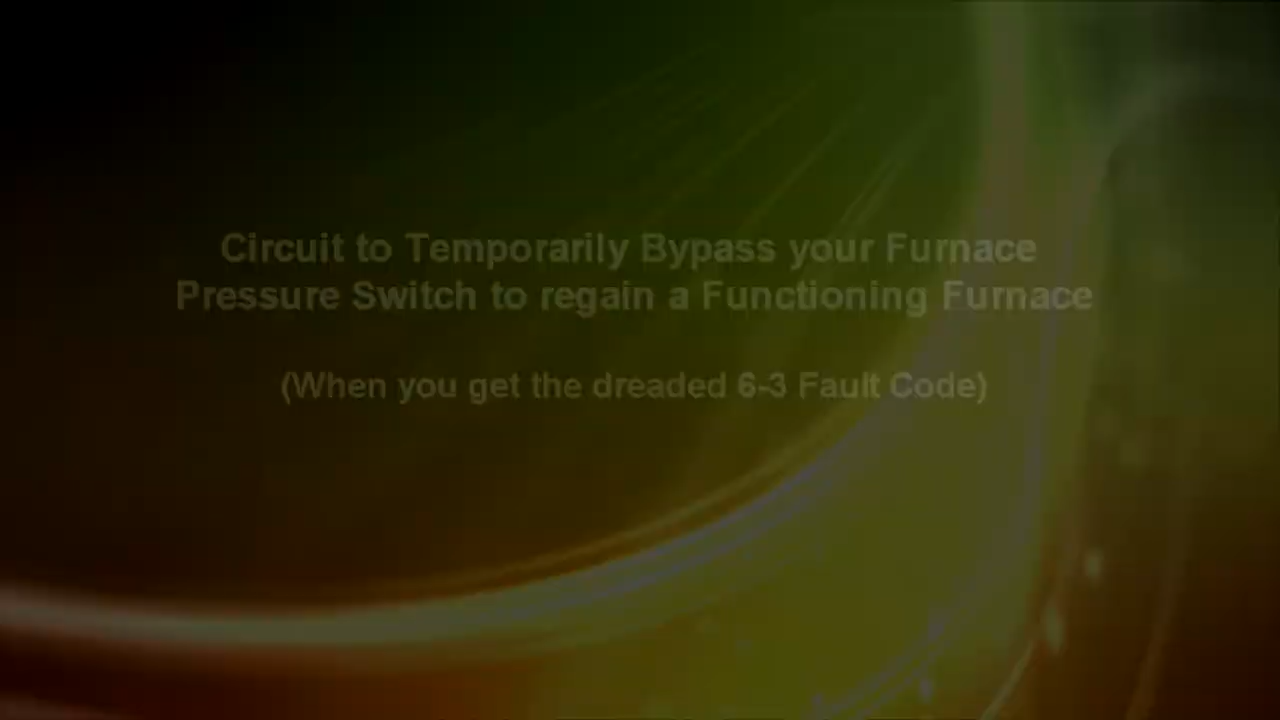 Circuit to Temporarily Bypass your Furnace
Pressure Switch to regain a Functioning Furnace
(When you get the dreaded 6-3 Fault Code)